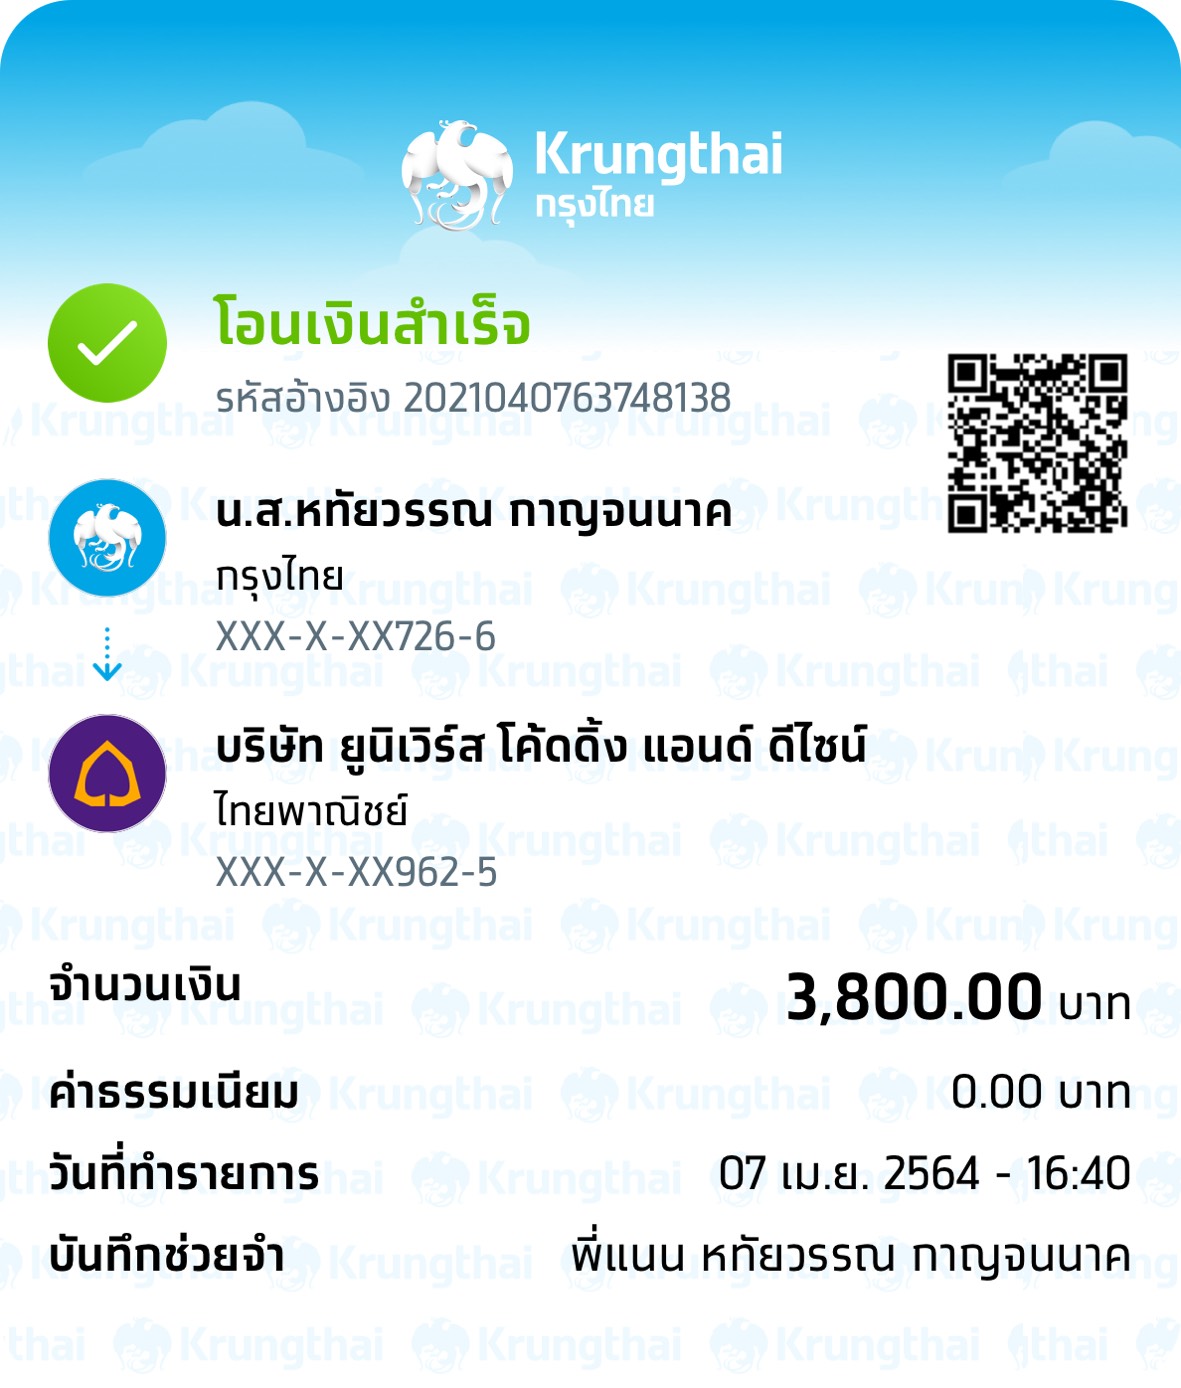 Krungthai
กรุงไทย
โอนเงินสำเร็จ
รหัสอ้างอิง 2021040763748138
น.ส.หทัยวรรณ กาญจนนาค
กรุงไทย
XXX-X-XX726-6
บริษัท ยูนิเวิร์ส โค้ดดิ้ง แอนด์ ดีไซน์
ไทยพาณิชย์
XXX-X-XX962-5
จำนวนเงิน 3,800.00 บาท
ค่าธรรมเนียม 0.00 บาท
วันที่ทำรายการ 07 เม.ย. 2564 - 16:40
บันทึกช่วยจำ พี่แนน หทัยวรรณ กาญจนนาค